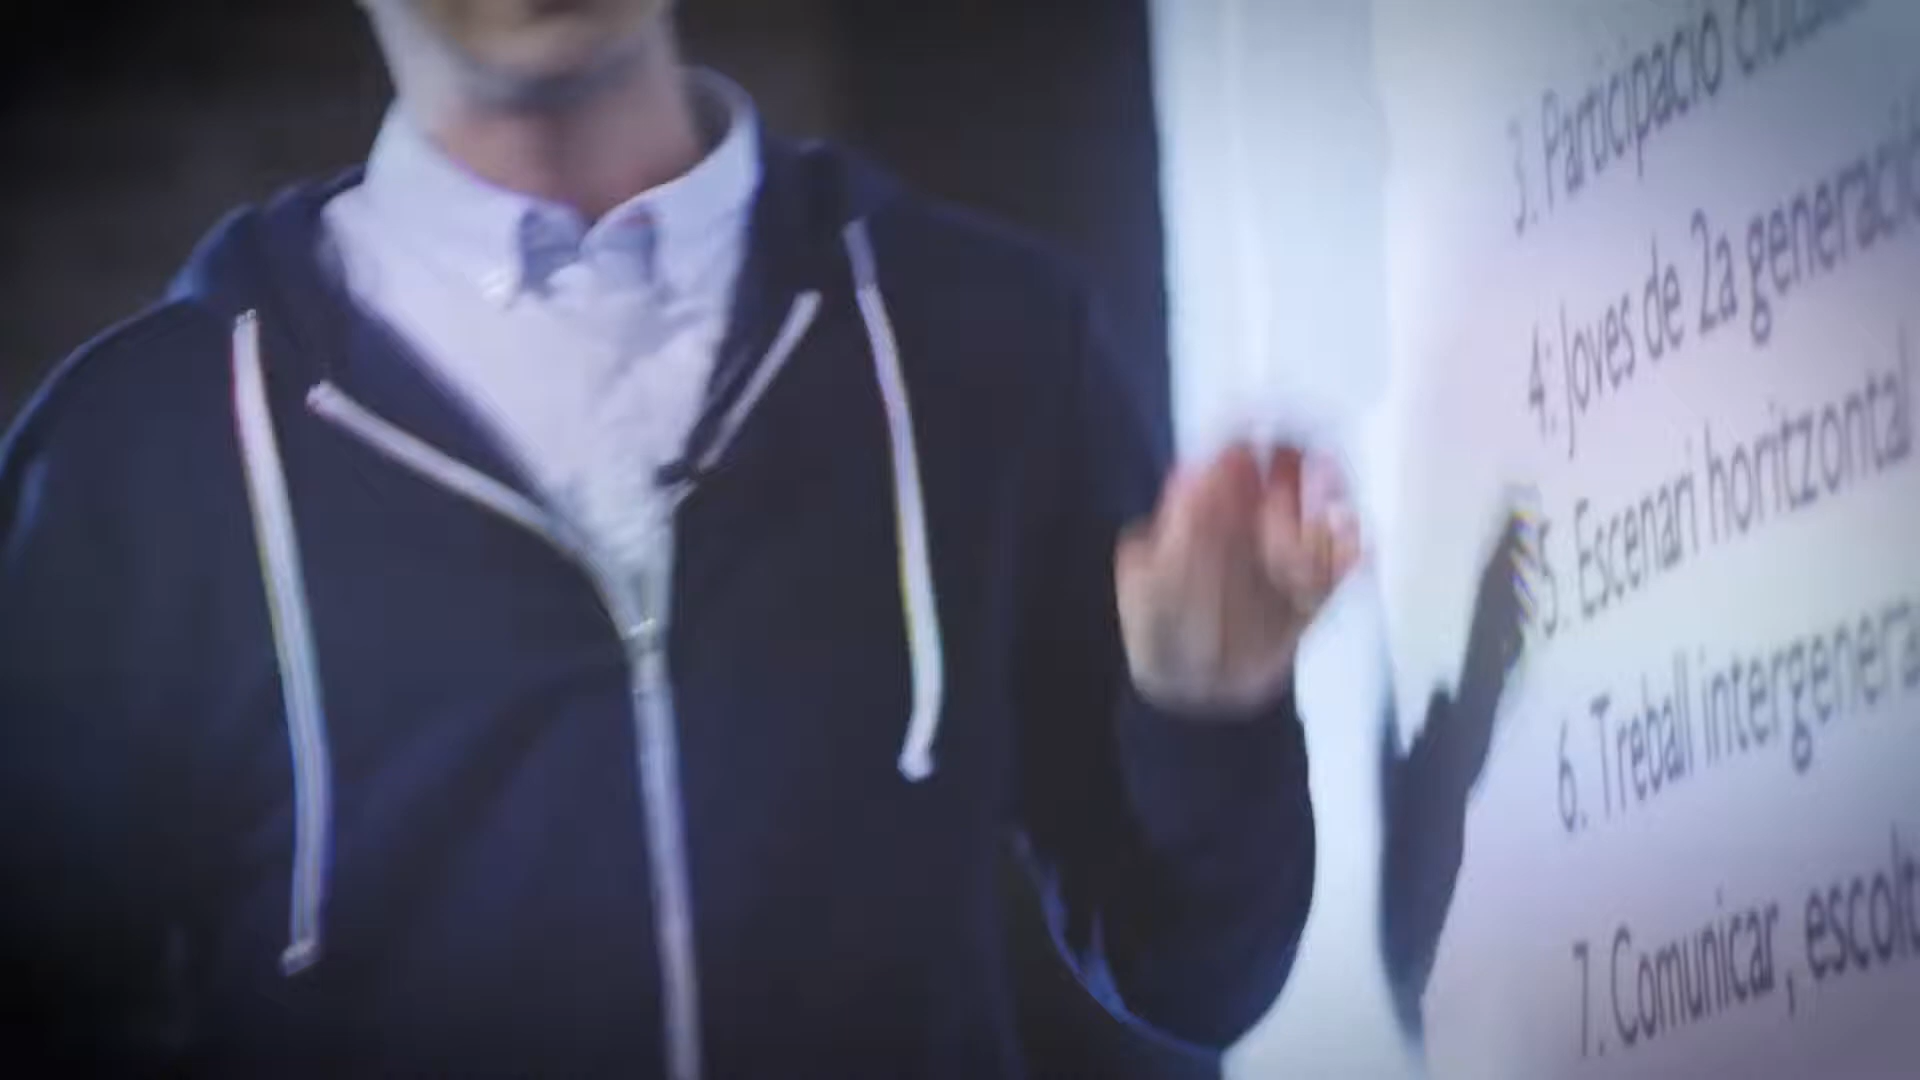 3. Participació
4: Joves de 2a generació
5. Escenari horitzontal
6. Treball intergenera
7. Comunicar, escolt